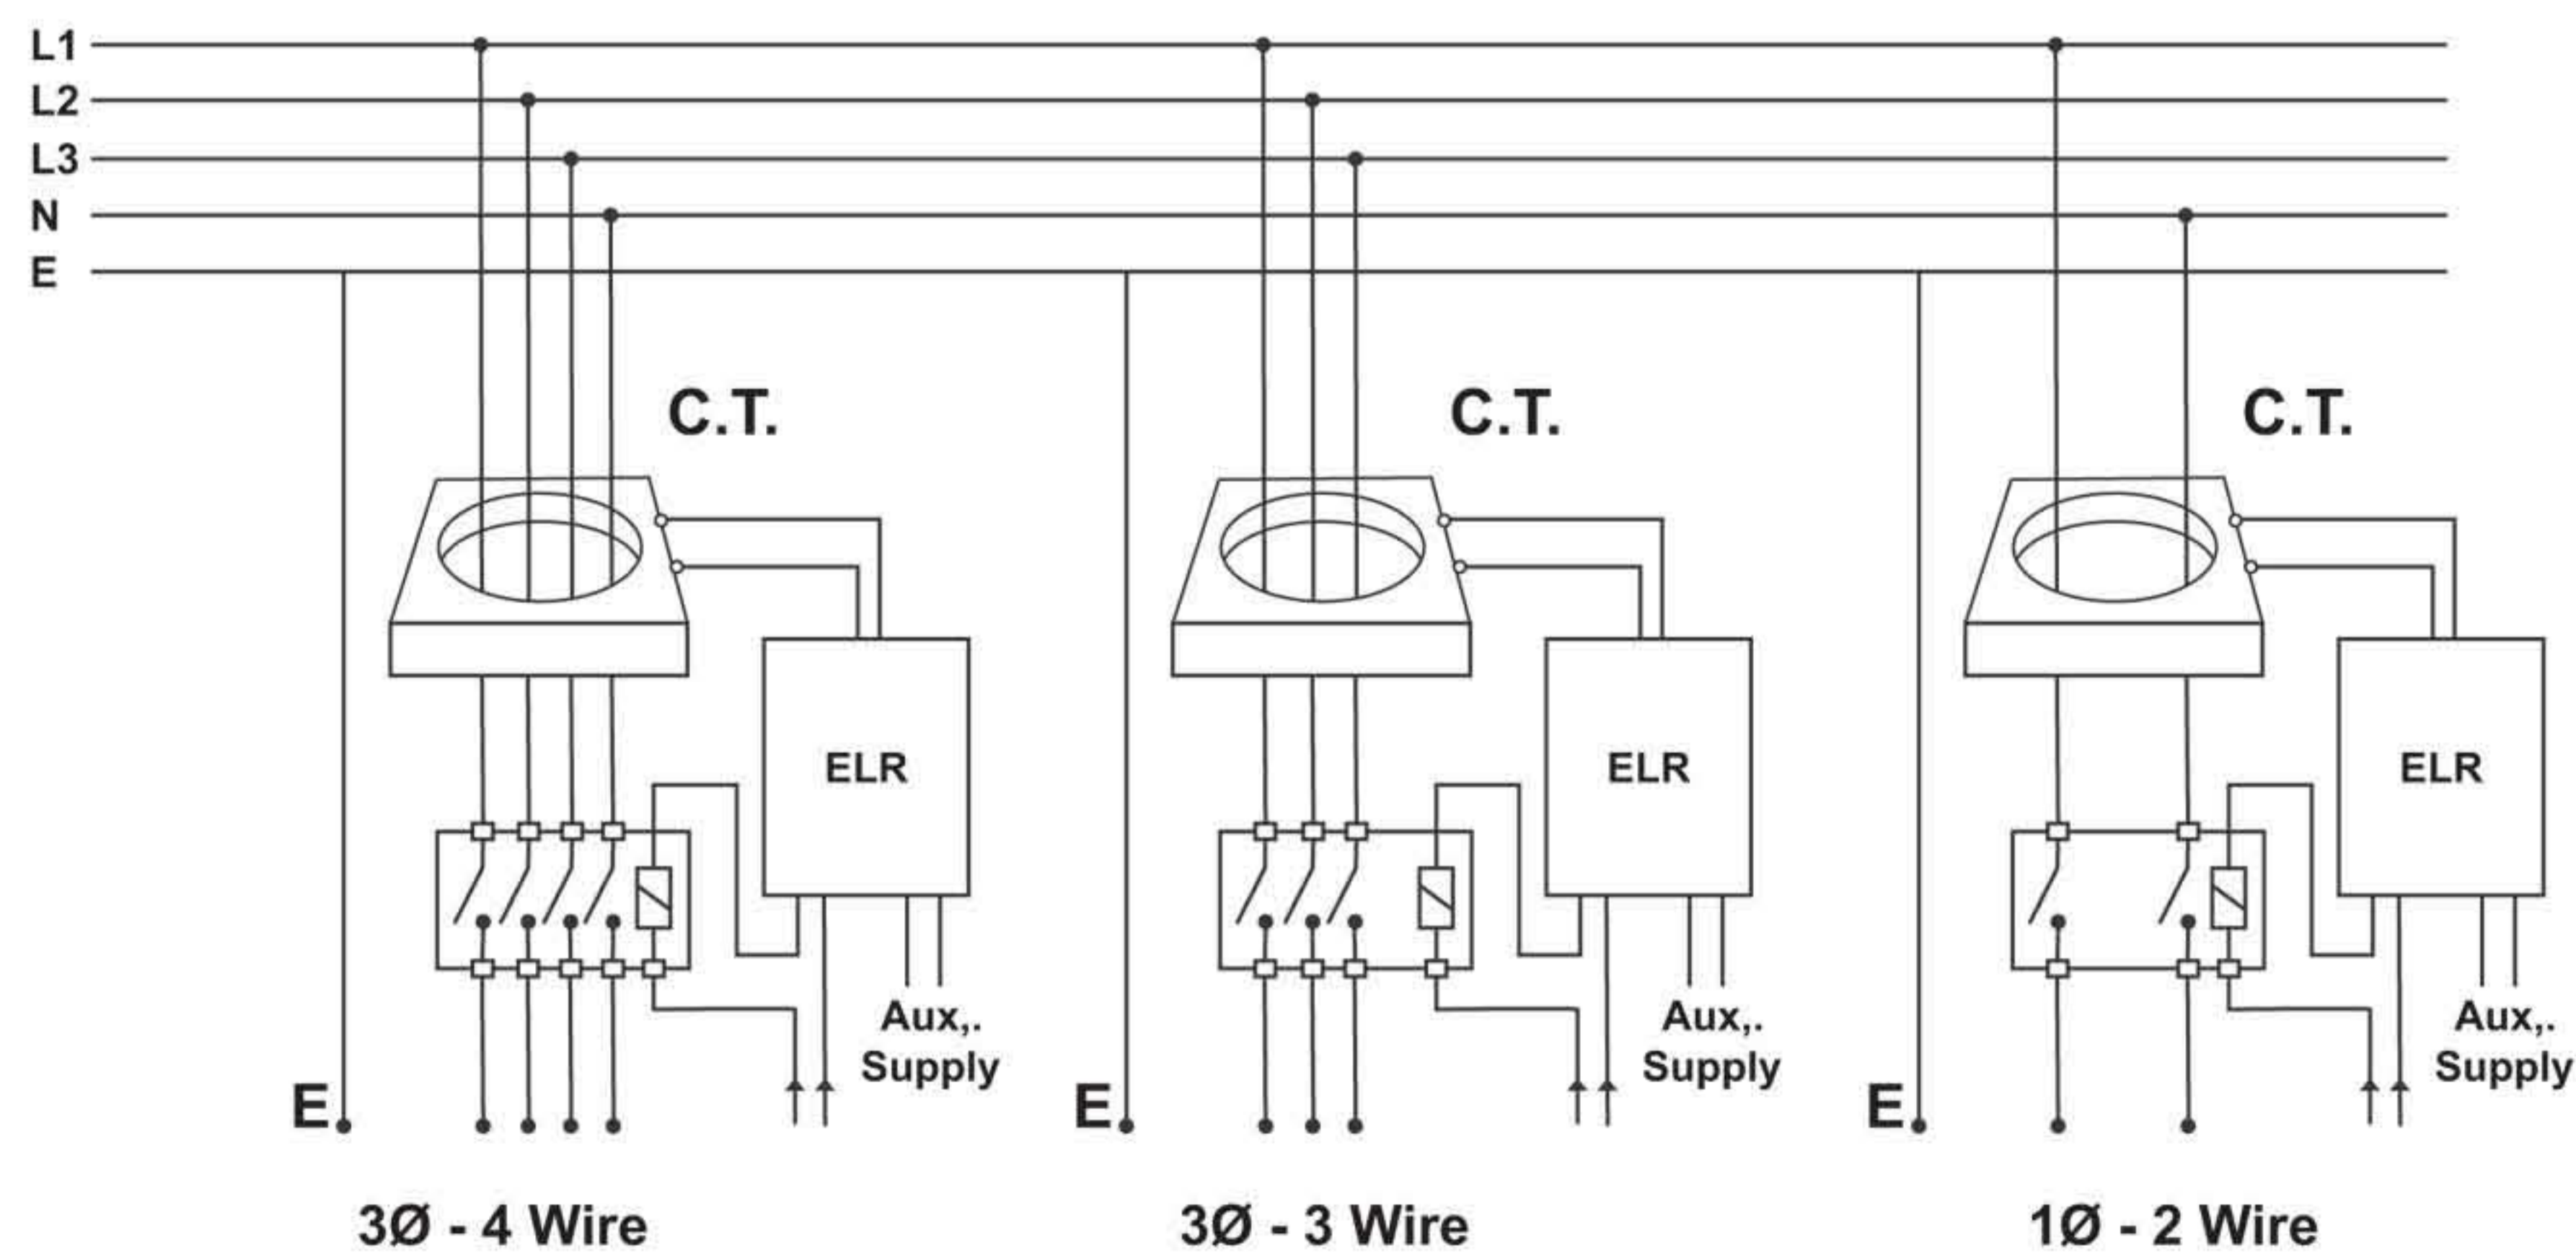 L1
L2
L3
N
E
C.T.
C.T.
C.T.
ELR
ELR
ELR
Aux,.
Supply
Aux,.
Supply
Aux,.
Supply
E
E
E
3Ø - 4 Wire
3Ø - 3 Wire
1Ø - 2 Wire